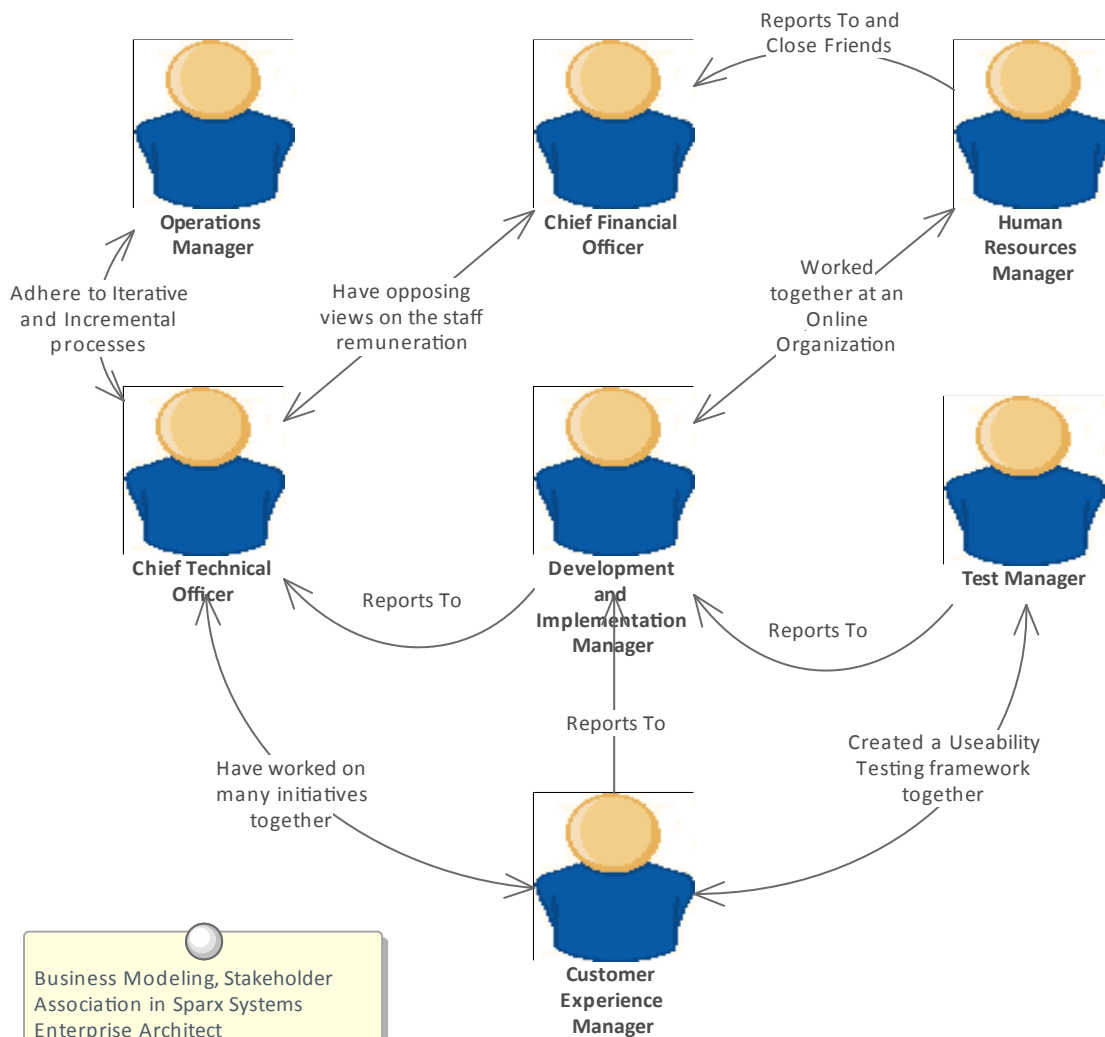 Reports To and
Close Friends
Operations
Manager
Chief Financial
Officer
Human
Resources
Manager
Adhere to Iterative
and Incremental
processes
Have opposing
views on the staff
remuneration
Worked
together at an
Online
Organization
Chief Technical
Officer
Development
and
Implementation
Manager
Test Manager
Reports To
Reports To
Reports To
Have worked on
many initiatives
together
Created a Useability
Testing framework
together
Customer
Experience
Manager
Business Modeling, Stakeholder
Association in Sparx Systems
Enterprise Architect